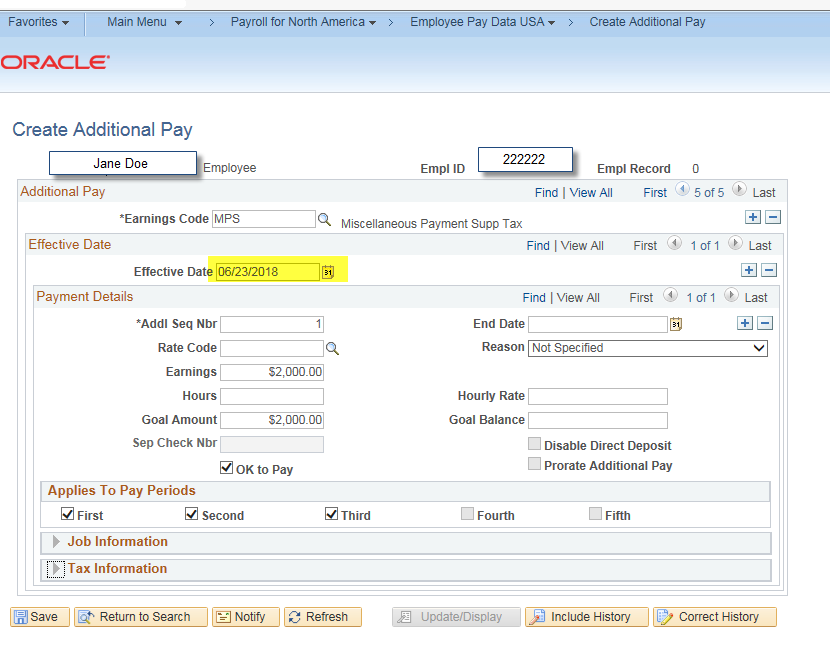 Favorites Main Menu > Payroll for North America > Employee Pay Data USA > Create Additional Pay
ORACLE
Create Additional Pay
Jane Doe Employee Empl ID 222222 Empl Record 0
Additional Pay Find | View All First 5 of 5 Last
*Earnings Code MPS Miscellaneous Payment Supp Tax
Effective Date Find | View All First 1 of 1 Last
Effective Date 06/23/2018 31
Payment Details Find | View All First 1 of 1 Last
*Addl Seq Nbr 1 End Date 31
Rate Code Reason Not Specified
Earnings $2,000.00
Hours Hourly Rate
Goal Amount $2,000.00 Goal Balance
Sep Check Nbr Disable Direct Deposit
OK to Pay Prorate Additional Pay
Applies To Pay Periods
First Second Third Fourth Fifth
Job Information
Tax Information
Save Return to Search Notify Refresh Update/Display Include History Correct History